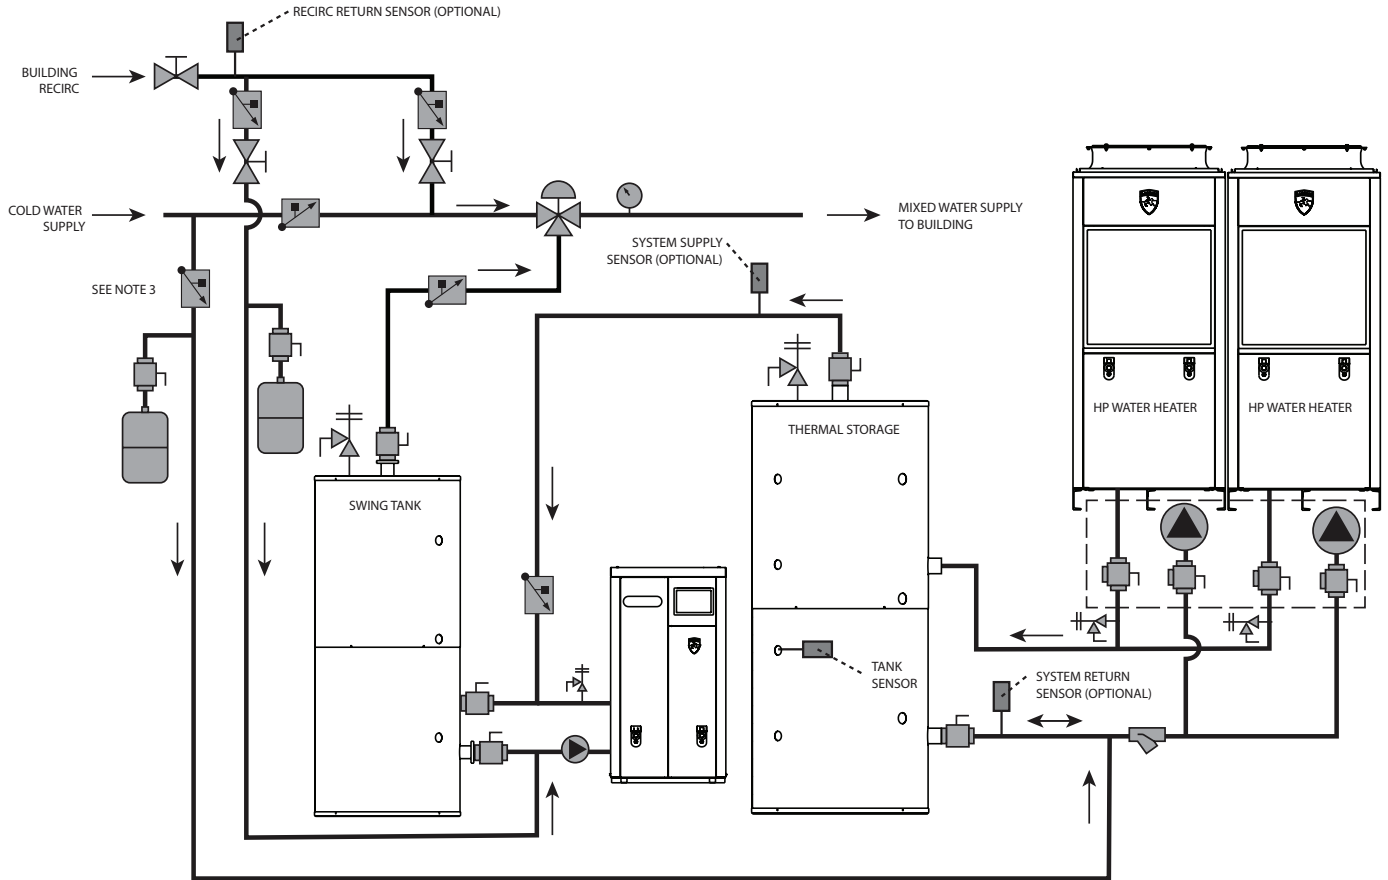 RECIRC RETURN SENSOR (OPTIONAL)
BUILDING
RECIRC
COLD WATER
SUPPLY
MIXED WATER SUPPLY
TO BUILDING
SYSTEM SUPPLY
SENSOR (OPTIONAL)
SEE NOTE 3
HP WATER HEATER
HP WATER HEATER
THERMAL STORAGE
SWING TANK
TANK
SENSOR
SYSTEM RETURN
SENSOR (OPTIONAL)